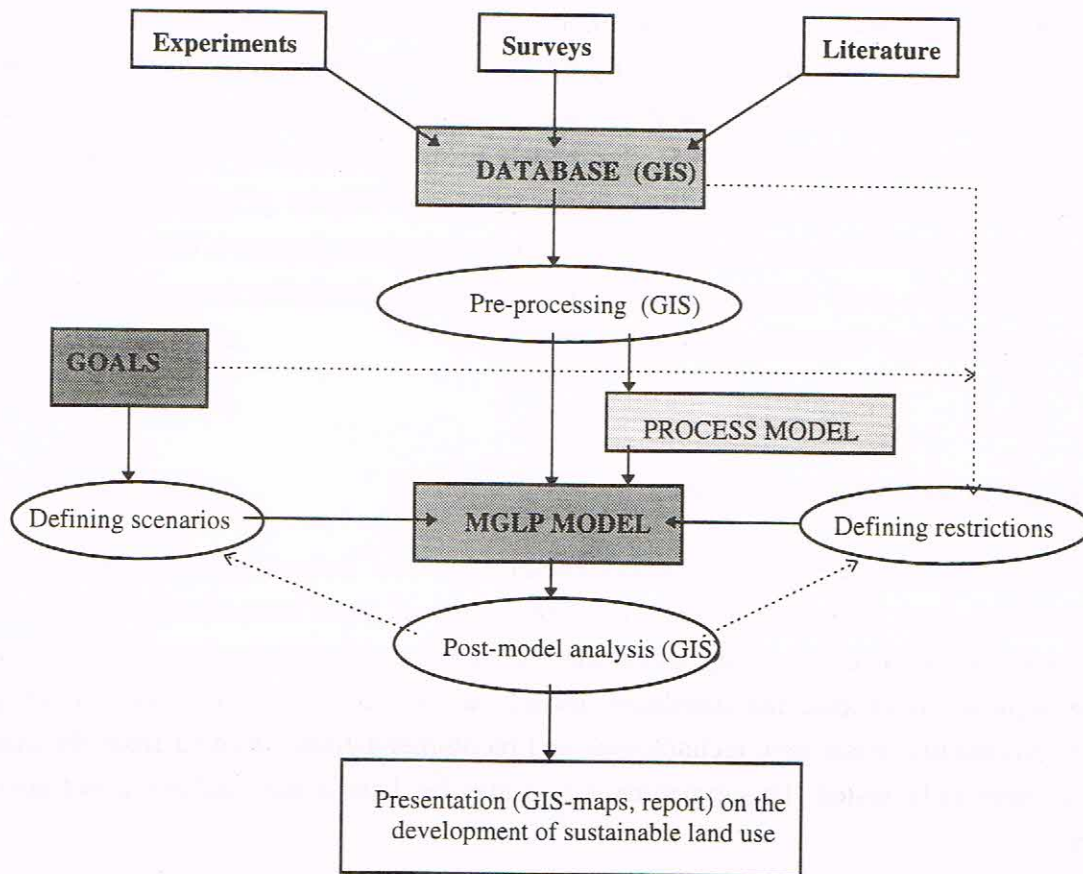 Experiments
Surveys
Literature
DATABASE (GIS)
Pre-processing (GIS)
GOALS
PROCESS MODEL
Defining scenarios
MGLP MODEL
Defining restrictions
Post-model analysis (GIS)
Presentation (GIS-maps, report) on the
development of sustainable land use